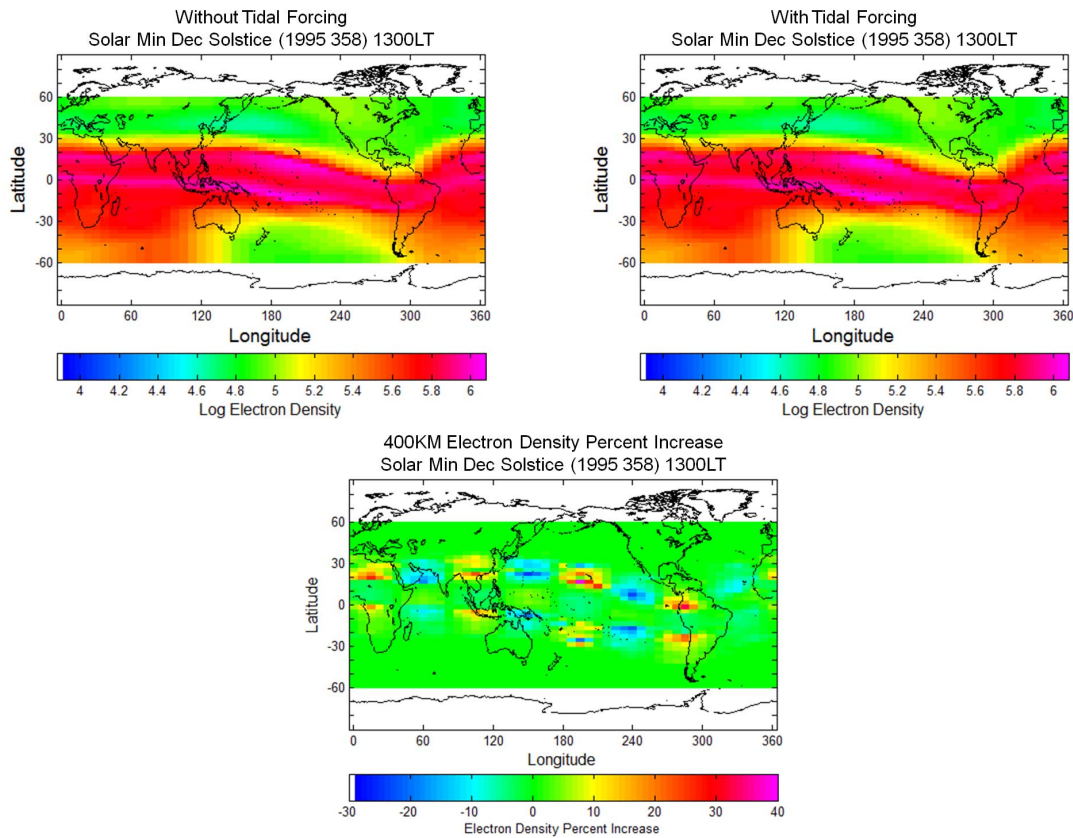 Without Tidal Forcing
Solar Min Dec Solstice (1995 358) 1300LT
60
30
0
-30
-60
Latitude
0 60 120 180 240 300 360
Longitude
4 4.2 4.4 4.6 4.8 5 5.2 5.4 5.6 5.8 6
Log Electron Density
With Tidal Forcing
Solar Min Dec Solstice (1995 358) 1300LT
60
30
0
-30
-60
Latitude
0 60 120 180 240 300 360
Longitude
4 4.2 4.4 4.6 4.8 5 5.2 5.4 5.6 5.8 6
Log Electron Density
400KM Electron Density Percent Increase
Solar Min Dec Solstice (1995 358) 1300LT
60
30
0
-30
-60
Latitude
0 60 120 180 240 300 360
Longitude
-30 -20 -10 0 10 20 30 40
Electron Density Percent Increase